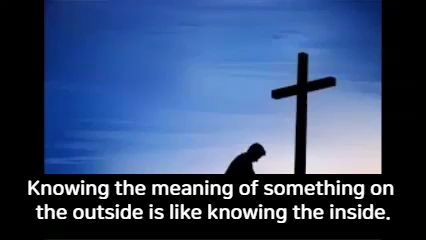 Knowing the meaning of something on
the outside is like knowing the inside.